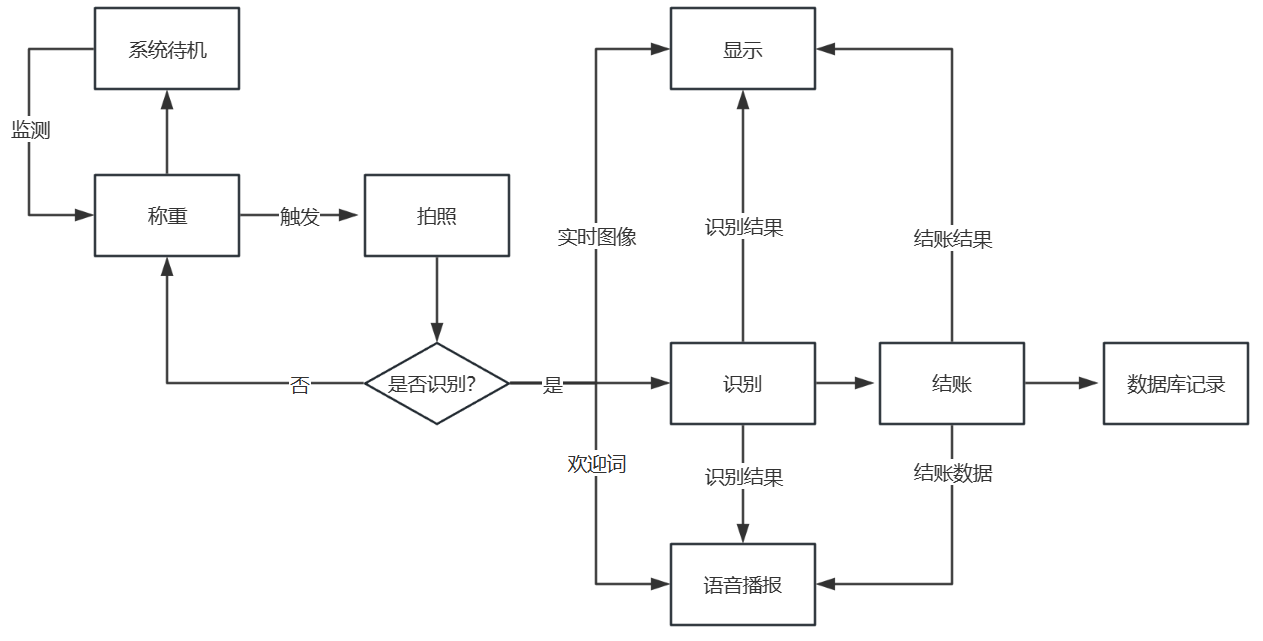 系统待机
显示
监测
称重
触发
拍照
实时图像
识别结果
结账结果
否
是否识别？
是
识别
结账
数据库记录
欢迎词
识别结果
结账数据
语音播报